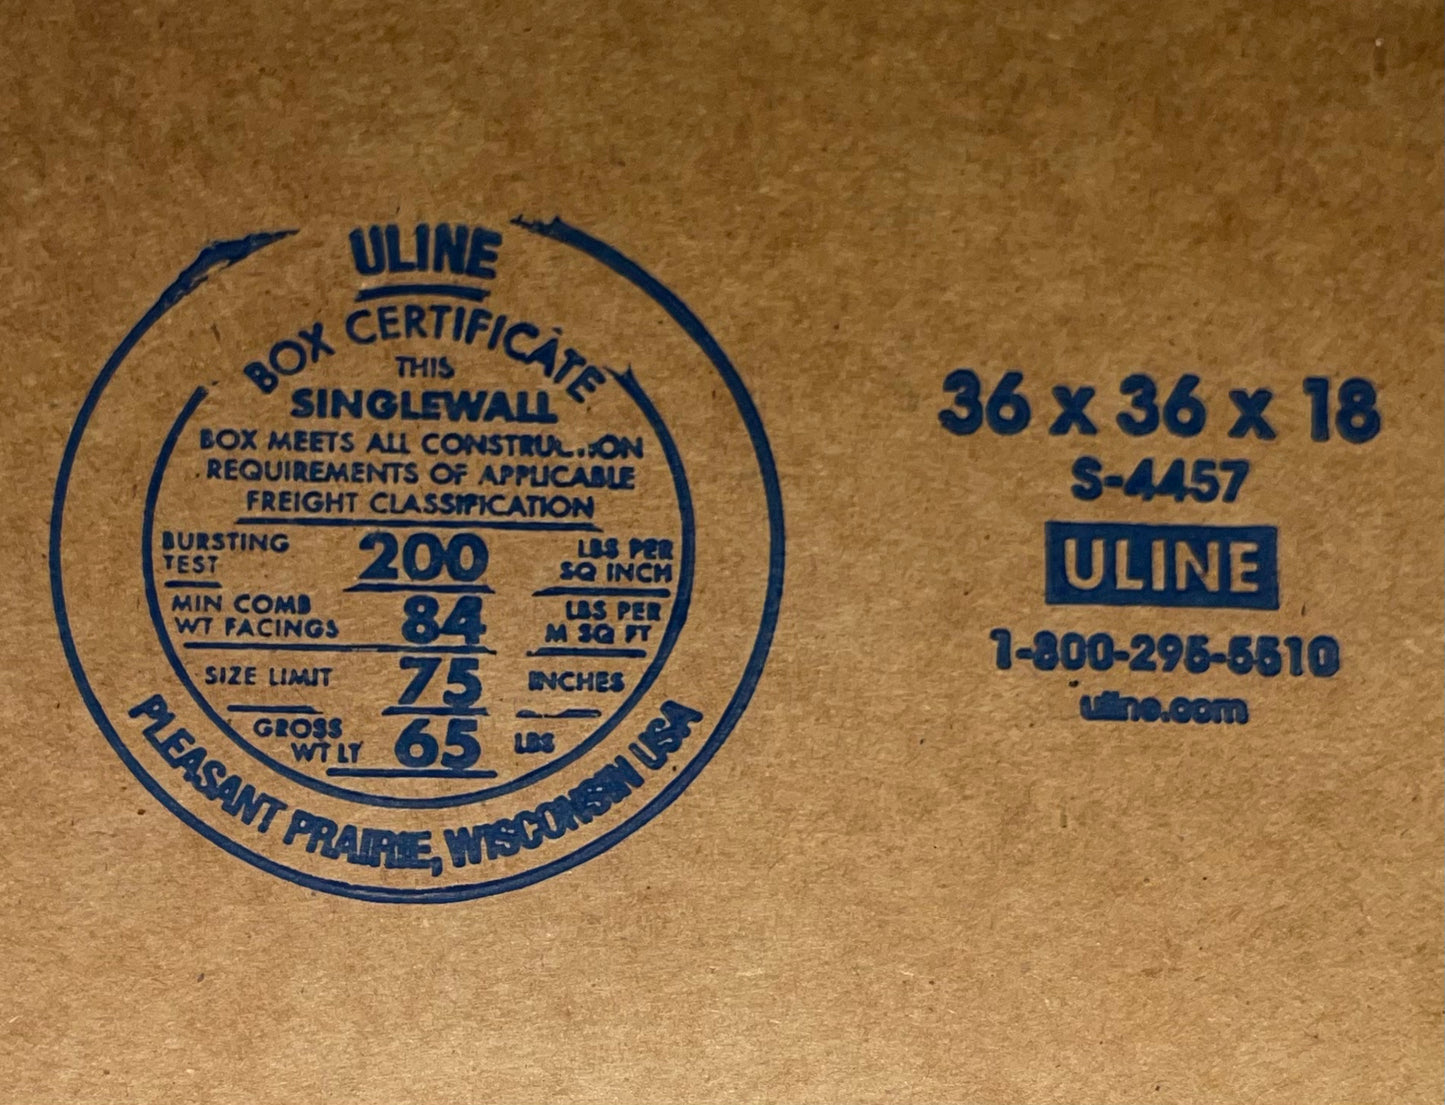 ULINE
BOX CERTIFICATE
THIS
SINGLEWALL
BOX MEETS ALL CONSTRUCTION
REQUIREMENTS OF APPLICABLE
FREIGHT CLASSIFICATION
BURSTING TEST 200 LBS PER SQ INCH
MIN COMB WT FACINGS 84 LBS PER M SQ FT
SIZE LIMIT 75 INCHES
GROSS WT LT 65 LBS
PLEASANT PRAIRIE, WISCONSIN USA
36 x 36 x 18
S-4457
ULINE
1-800-295-5510
uline.com